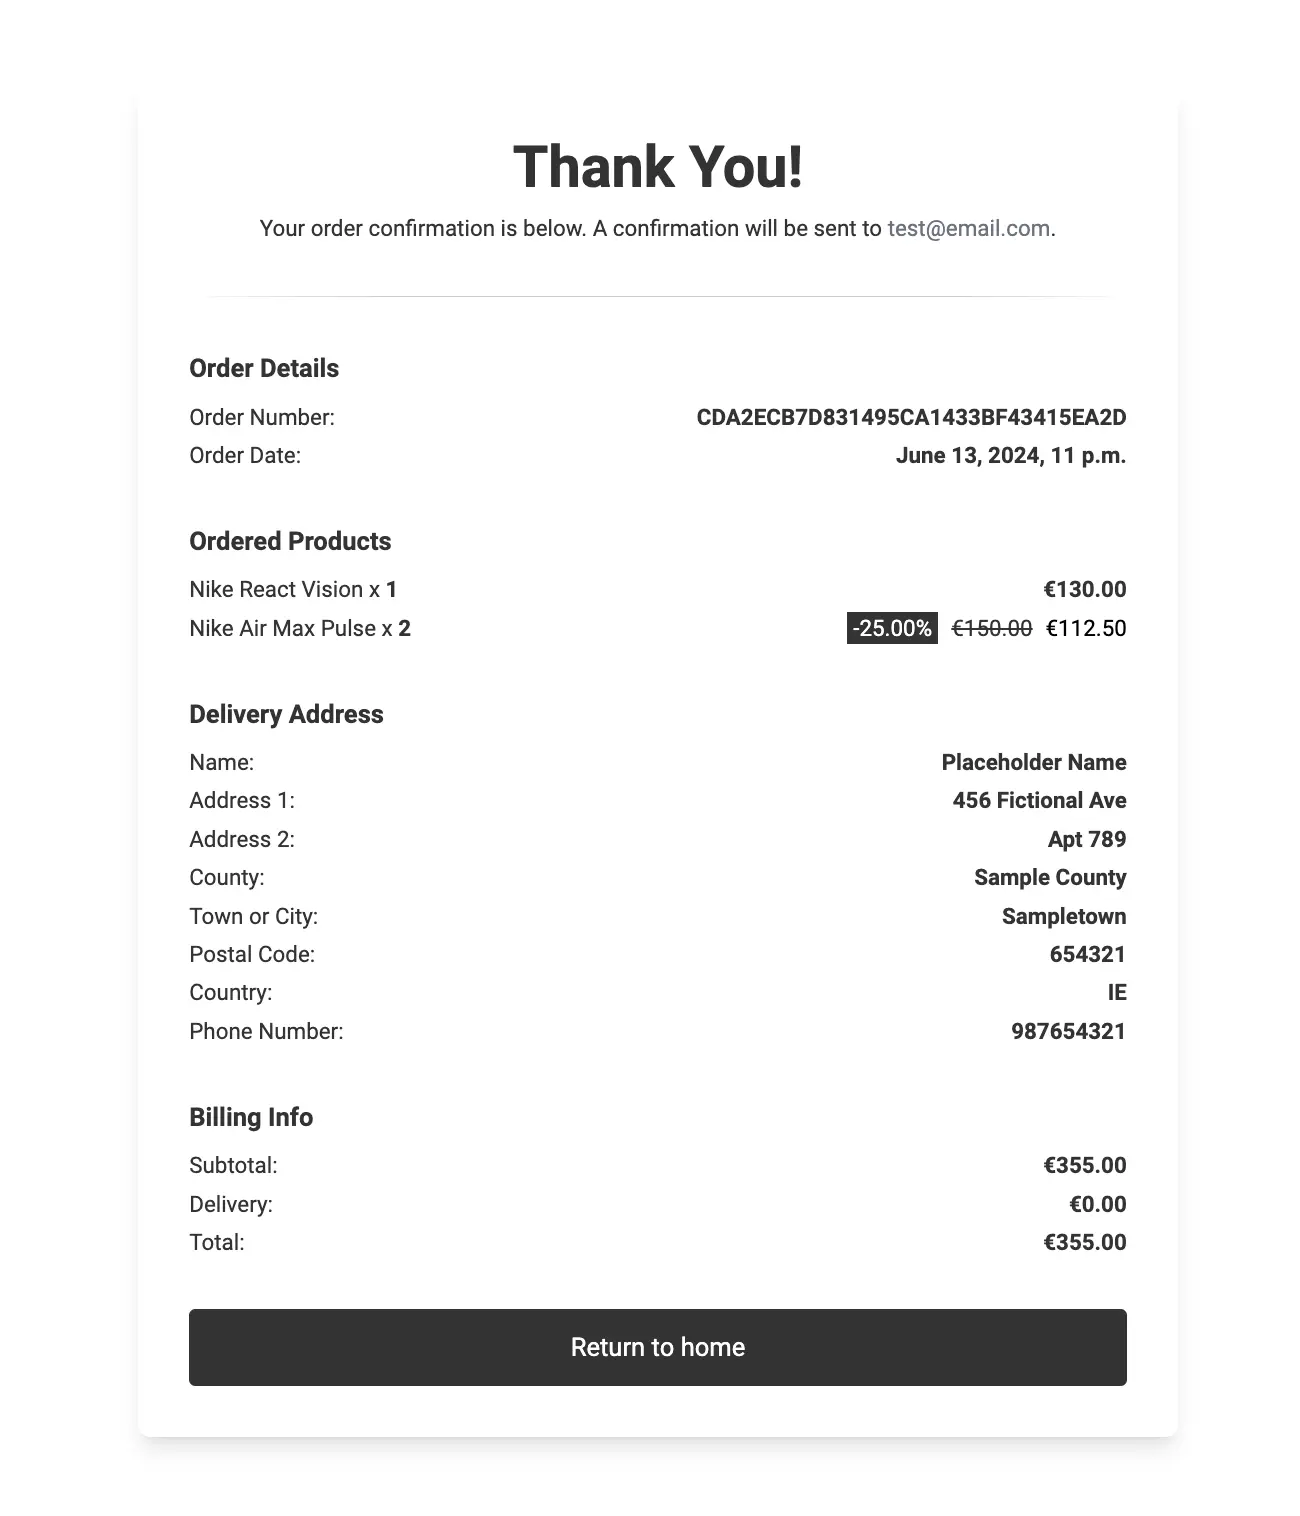 Thank You!
Your order confirmation is below. A confirmation will be sent to test@email.com.
Order Details
Order Number: CDA2ECB7D831495CA1433BF43415EA2D
Order Date: June 13, 2024, 11 p.m.
Ordered Products
Nike React Vision x 1 €130.00
Nike Air Max Pulse x 2 -25.00% €150.00 €112.50
Delivery Address
Name: Placeholder Name
Address 1: 456 Fictional Ave
Address 2: Apt 789
County: Sample County
Town or City: Sampletown
Postal Code: 654321
Country: IE
Phone Number: 987654321
Billing Info
Subtotal: €355.00
Delivery: €0.00
Total: €355.00
Return to home